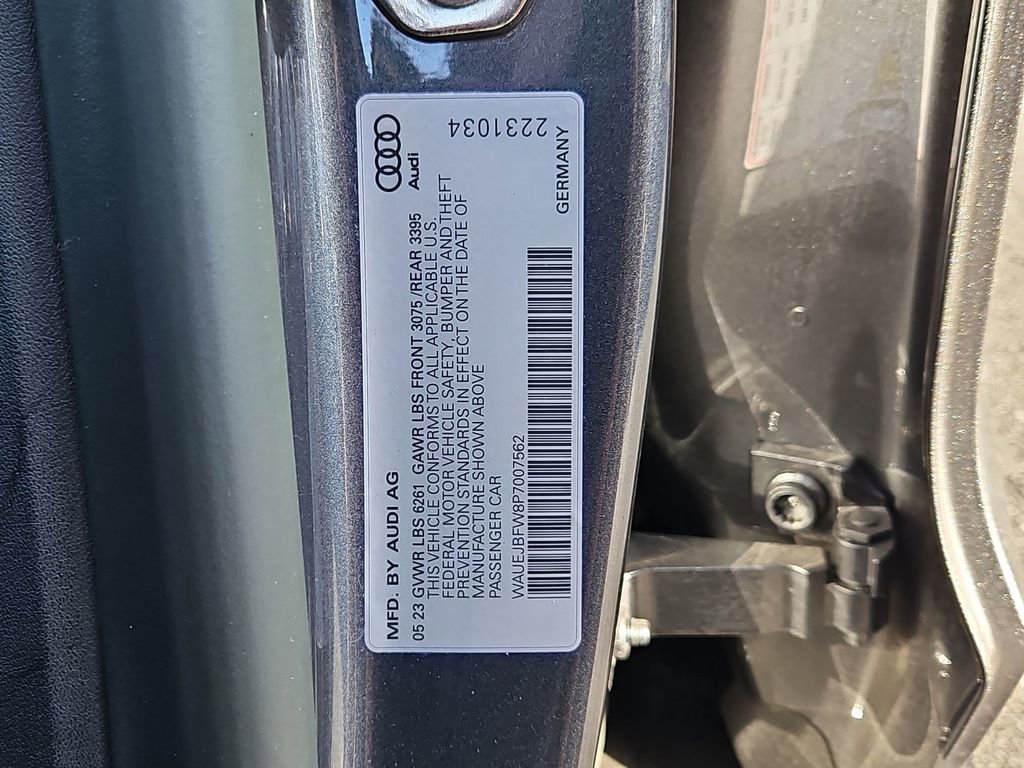 MFD. BY AUDI AG
Audi
05 23 GVWR LBS 6261 GAWR LBS FRONT 3075/REAR 3395
THIS VEHICLE CONFORMS TO ALL APPLICABLE U.S.
FEDERAL MOTOR VEHICLE SAFETY, BUMPER AND THEFT
PREVENTION STANDARDS IN EFFECT ON THE DATE OF
MANUFACTURE SHOWN ABOVE
PASSENGER CAR
WAUEJBFW8P7007562
GERMANY
2231034